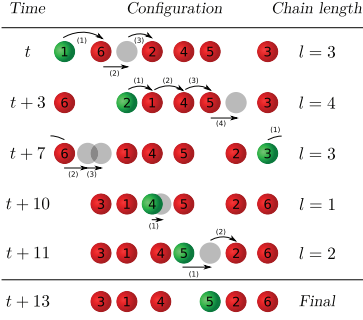 Time Configuration Chain length
(1) (3)
t 1 6 2 4 5 3 l = 3
(2)
(1) (2) (3)
t + 3 6 2 1 4 5 3 l = 4
(4)
(1)
t + 7 6 1 4 5 2 3 l = 3
(2) (3)
t + 10 3 1 4 5 2 6 l = 1
(1)
(2)
t + 11 3 1 4 5 2 6 l = 2
(1)
t + 13 3 1 4 5 2 6 Final